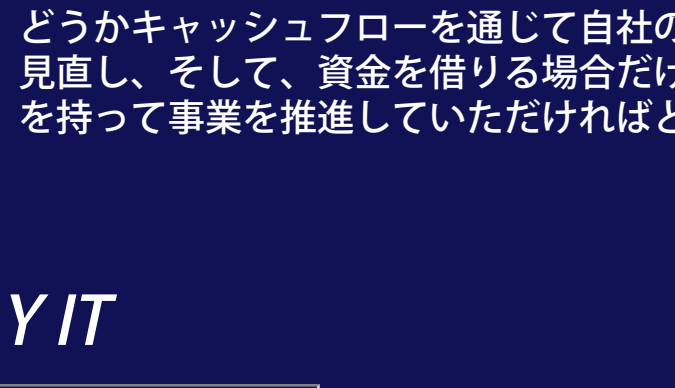 どうかキャッシュフローを通じて自社の
見直し、そして、資金を借りる場合だけ
を持って事業を推進していただければと
Y IT